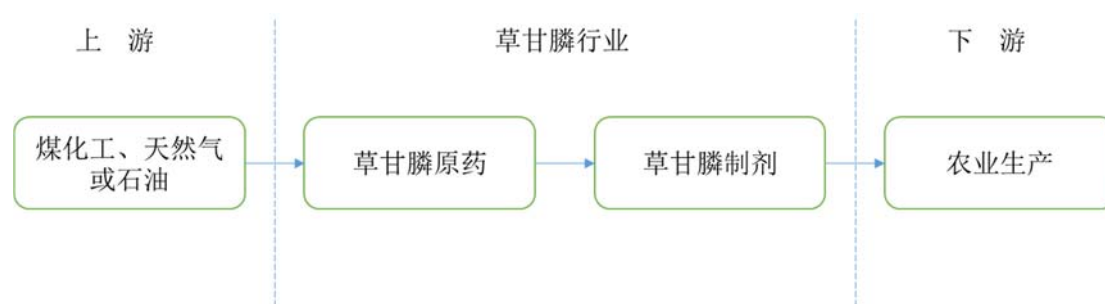 上 游
草甘膦行业
下 游
煤化工、天然气
或石油
草甘膦原药
草甘膦制剂
农业生产